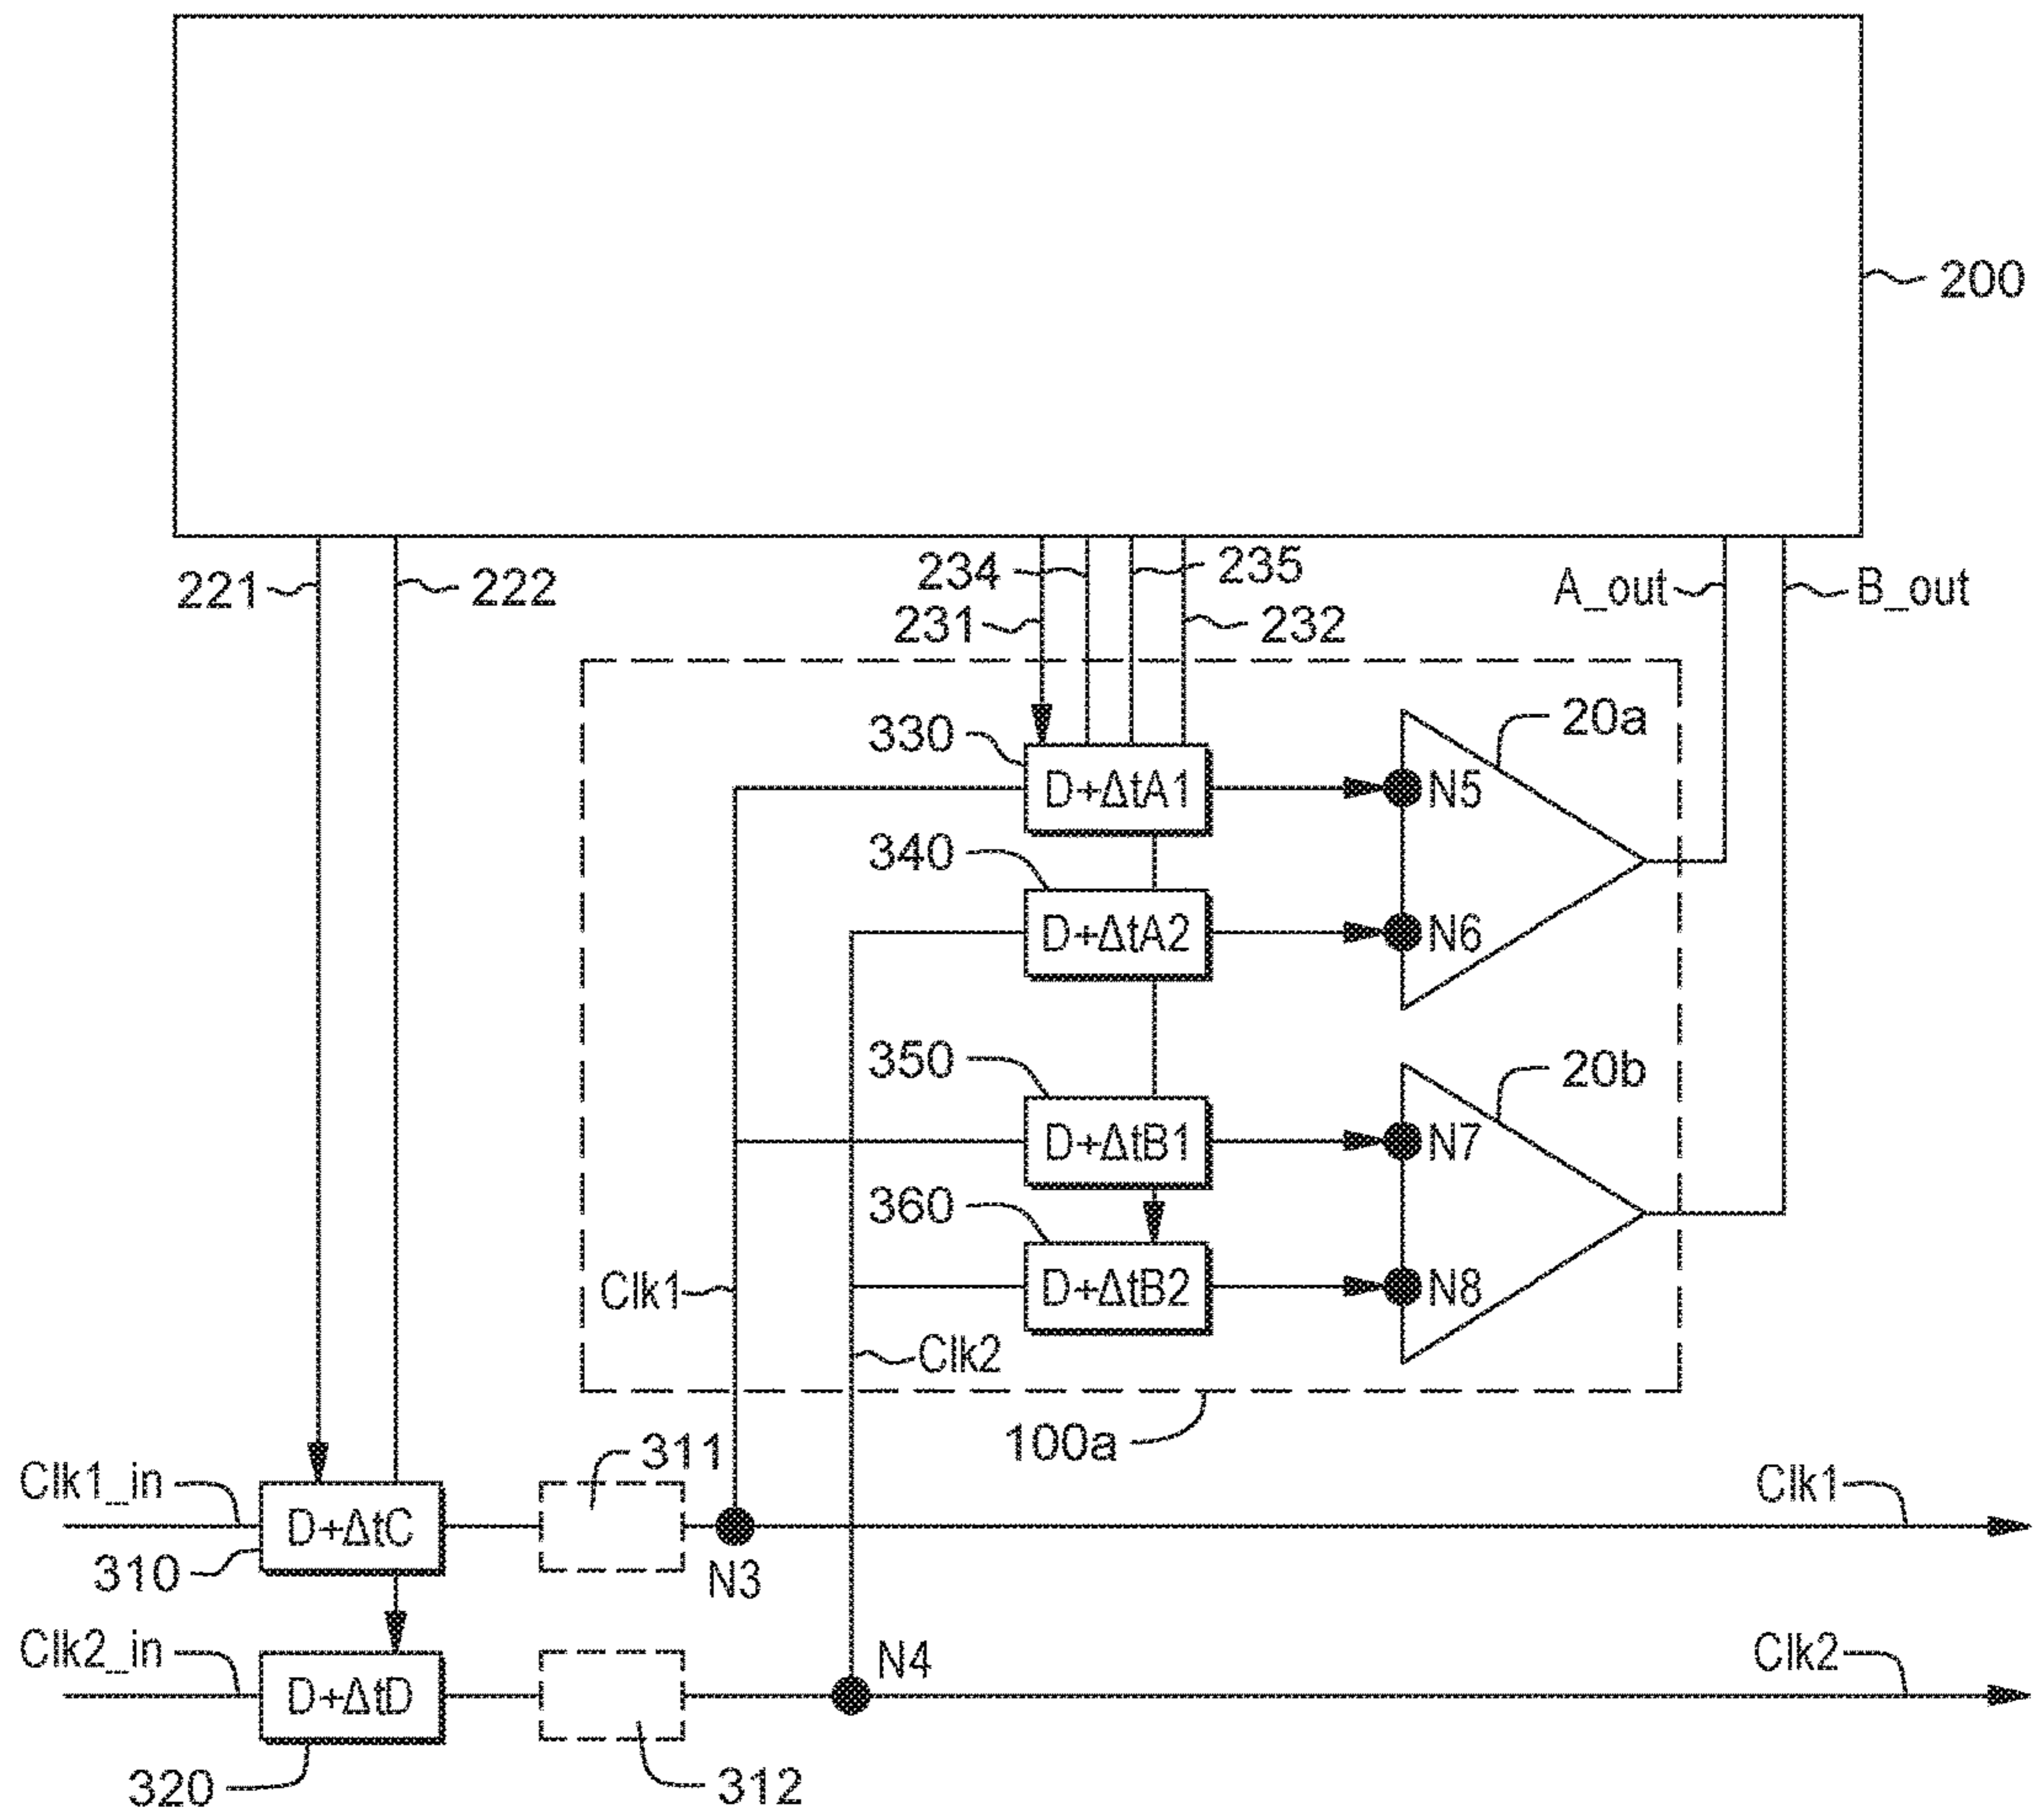 200
221
222
234
235
231
232
A_out
B_out
330
D+ΔtA1
N5
20a
340
D+ΔtA2
N6
350
D+ΔtB1
N7
20b
360
D+ΔtB2
N8
Clk1
Clk2
100a
Clk1_in
D+ΔtC
310
311
N3
Clk1
Clk2_in
D+ΔtD
320
312
N4
Clk2